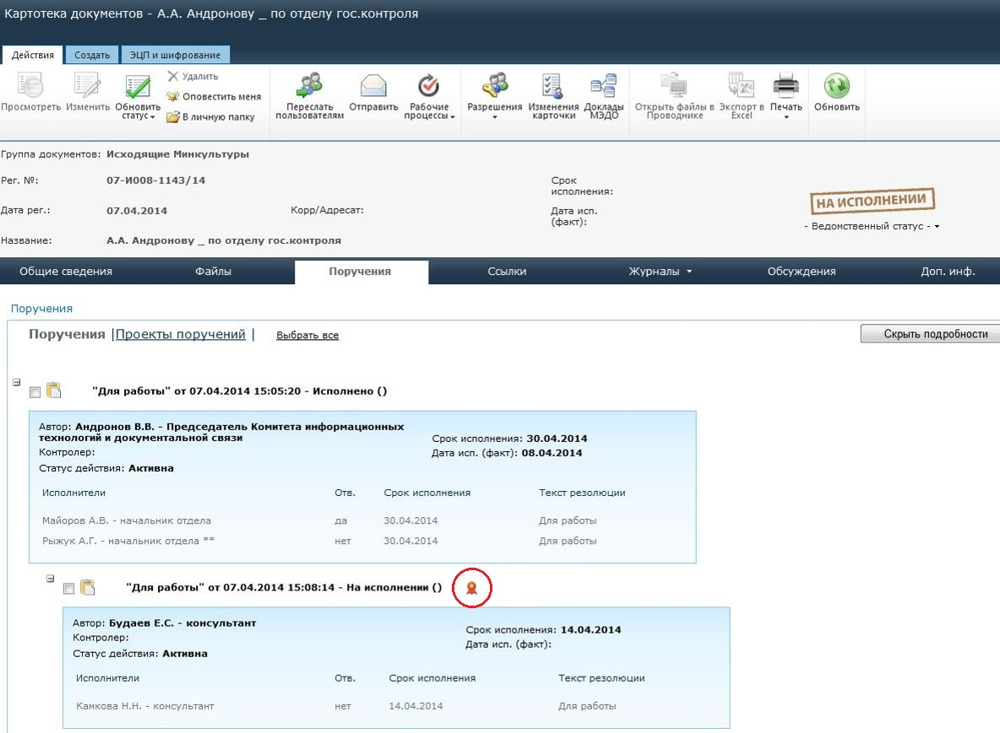 Картотека документов - А.А. Андронову _ по отделу гос.контроля
Действия
Создать
ЭЦП и шифрование
Просмотреть
Изменить
Обновить
статус
Удалить
Оповестить меня
В личную папку
Переслать
пользователям
Отправить
Рабочие
процессы
Разрешения
Изменения
карточки
Доклады
МЭДО
Открыть файлы в
Проводнике
Экспорт в
Excel
Печать
Обновить
Группа документов: Исходящие Минкультуры
Рег. №: 07-И008-1143/14
Срок
исполнения:
Дата рег.: 07.04.2014
Корр/Адресат:
Дата исп.
(факт):
НА ИСПОЛНЕНИИ
- Ведомственный статус -
Название: А.А. Андронову _ по отделу гос.контроля
Общие сведения
Файлы
Поручения
Ссылки
Журналы
Обсуждения
Доп. инф.
Поручения
Поручения |Проекты поручений | Выбрать все
Скрыть подробности
"Для работы" от 07.04.2014 15:05:20 - Исполнено ()
Автор: Андронов В.В. - Председатель Комитета информационных
технологий и документальной связи
Контролер:
Статус действия: Активна
Срок исполнения: 30.04.2014
Дата исп. (факт): 08.04.2014
Исполнители Отв. Срок исполнения Текст резолюции
Майоров А.В. - начальник отдела да 30.04.2014 Для работы
Рыжук А.Г. - начальник отдела ** нет 30.04.2014 Для работы
"Для работы" от 07.04.2014 15:08:14 - На исполнении ()
Автор: Будаев Е.С. - консультант
Контролер:
Статус действия: Активна
Срок исполнения: 14.04.2014
Дата исп. (факт):
Исполнители Отв. Срок исполнения Текст резолюции
Камкова Н.Н. - консультант нет 14.04.2014 Для работы